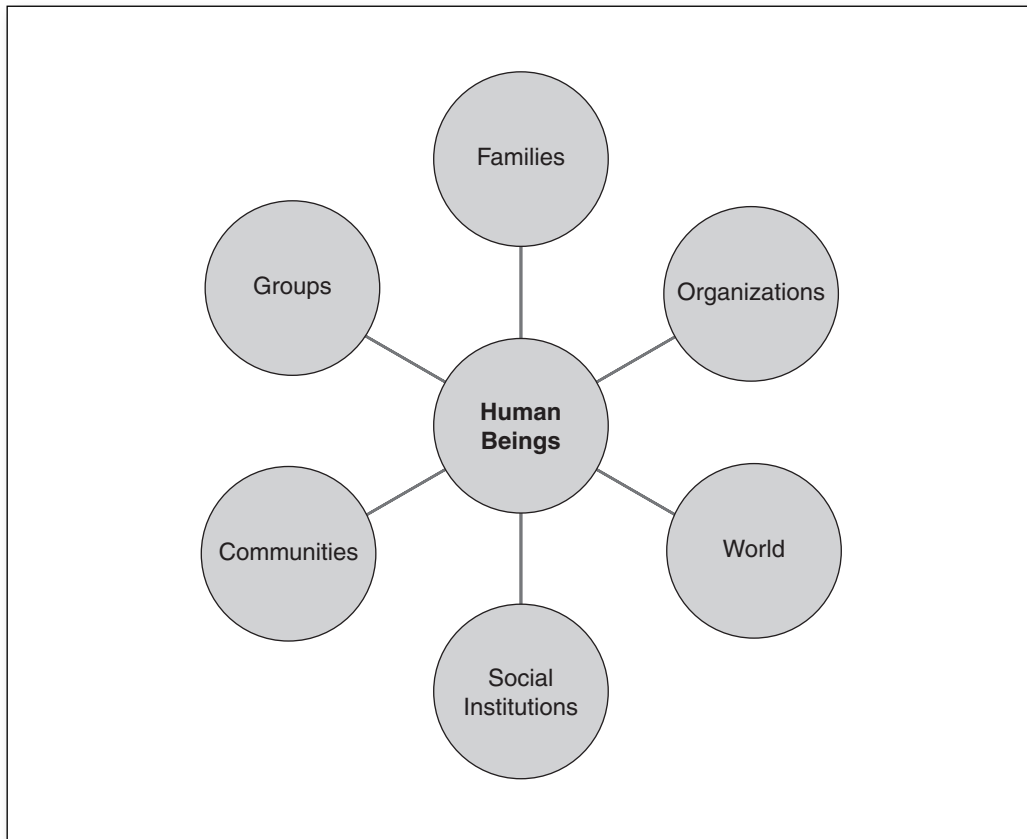 Families
Groups
Organizations
Human
Beings
Communities
World
Social
Institutions